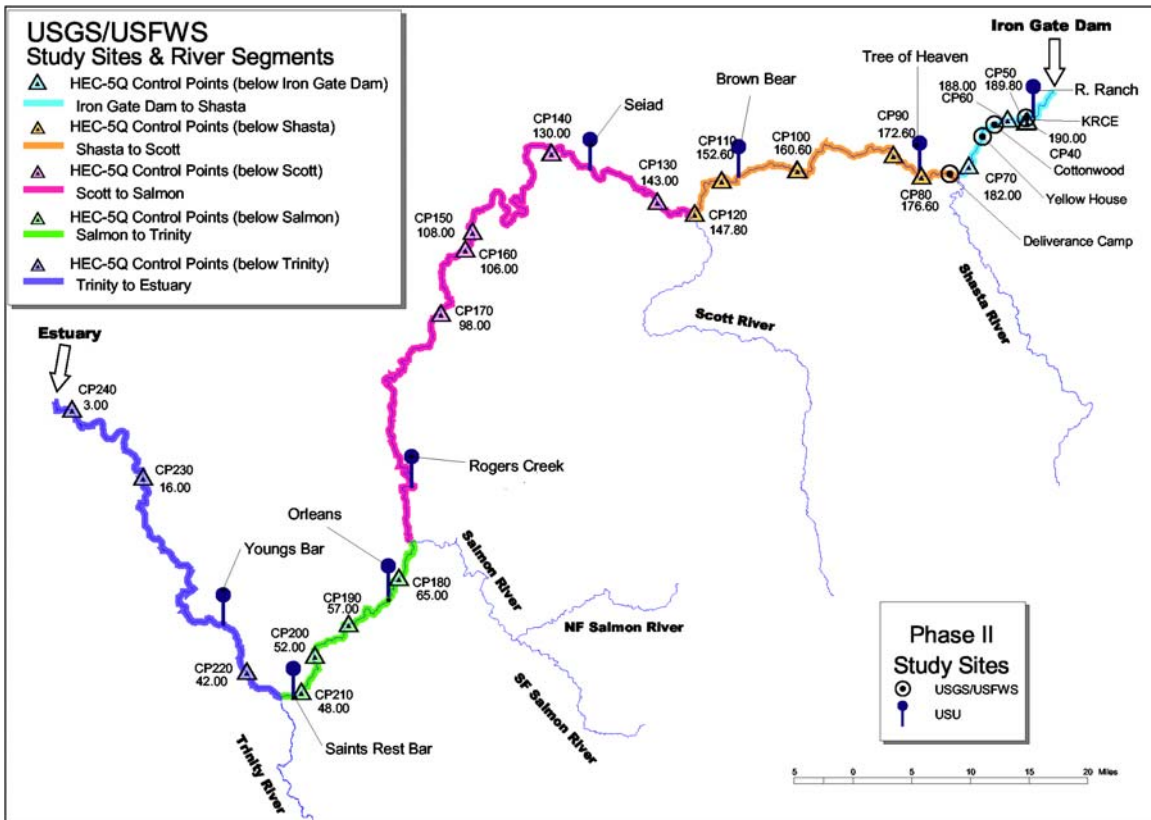 USGS/USFWS
Study Sites & River Segments
HEC-5Q Control Points (below Iron Gate Dam)
Iron Gate Dam to Shasta
HEC-5Q Control Points (below Shasta)
Shasta to Scott
HEC-5Q Control Points (below Scott)
Scott to Salmon
HEC-5Q Control Points (below Salmon)
Salmon to Trinity
HEC-5Q Control Points (below Trinity)
Trinity to Estuary
Iron Gate Dam
R. Ranch
KRCE
CP50
189.80
188.00
CP60
190.00
CP40
Cottonwood
Yellow House
CP70
182.00
Deliverance Camp
Tree of Heaven
CP90
172.60
CP80
176.60
Shasta River
Brown Bear
CP100
160.60
CP110
152.60
CP120
147.80
Scott River
Seiad
CP130
143.00
CP140
130.00
CP150
108.00
CP160
106.00
CP170
98.00
Rogers Creek
Salmon River
NF Salmon River
SF Salmon River
Orleans
CP180
65.00
CP190
57.00
CP200
52.00
CP210
48.00
Saints Rest Bar
Trinity River
CP220
42.00
Youngs Bar
CP230
16.00
CP240
3.00
Estuary
Phase II
Study Sites
USGS/USFWS
USU
5 0 5 10 15 20 Miles